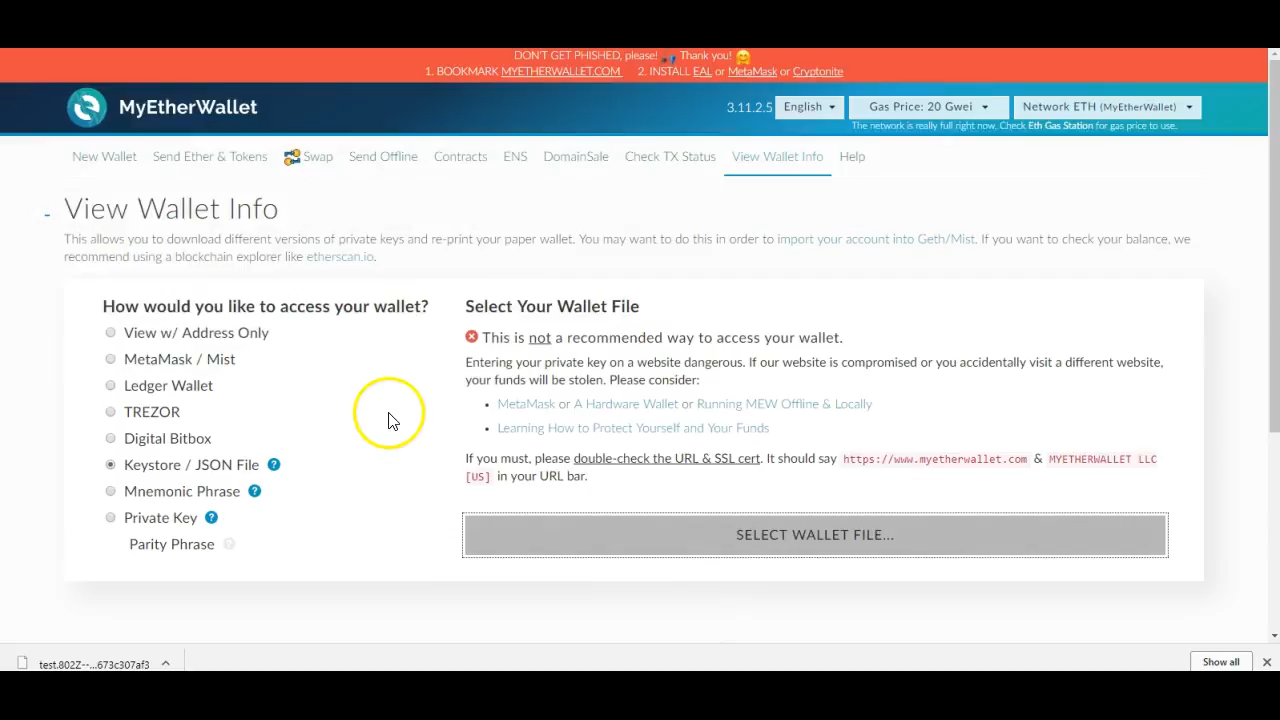 DON'T GET PHISHED, please! Thank you!
1. BOOKMARK MYETHERWALLET.COM 2. INSTALL EAL or MetaMask or Cryptonite
MyEtherWallet
3.11.2.5 English Gas Price: 20 Gwei Network ETH (MyEtherWallet)
The network is really full right now. Check Eth Gas Station for gas price to use.
New Wallet Send Ether & Tokens Swap Send Offline Contracts ENS DomainSale Check TX Status View Wallet Info Help
View Wallet Info
This allows you to download different versions of private keys and re-print your paper wallet. You may want to do this in order to import your account into Geth/Mist. If you want to check your balance, we
recommend using a blockchain explorer like etherscan.io.
How would you like to access your wallet?
View w/ Address Only
MetaMask / Mist
Ledger Wallet
TREZOR
Digital Bitbox
Keystore / JSON File ?
Mnemonic Phrase ?
Private Key ?
Parity Phrase ?
Select Your Wallet File
This is not a recommended way to access your wallet.
Entering your private key on a website dangerous. If our website is compromised or you accidentally visit a different website,
your funds will be stolen. Please consider:
• MetaMask or A Hardware Wallet or Running MEW Offline & Locally
• Learning How to Protect Yourself and Your Funds
If you must, please double-check the URL & SSL cert. It should say https://www.myetherwallet.com & MYETHERWALLET LLC
[US] in your URL bar.
SELECT WALLET FILE...
test.802Z--...673c307af3
Show all